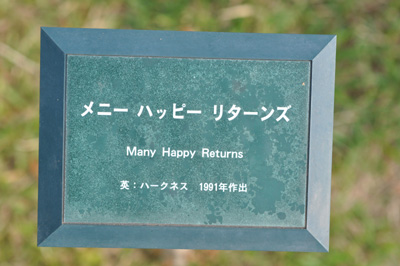 メニー ハッピー リターンズ
Many Happy Returns
英：ハークネス　1991年作出